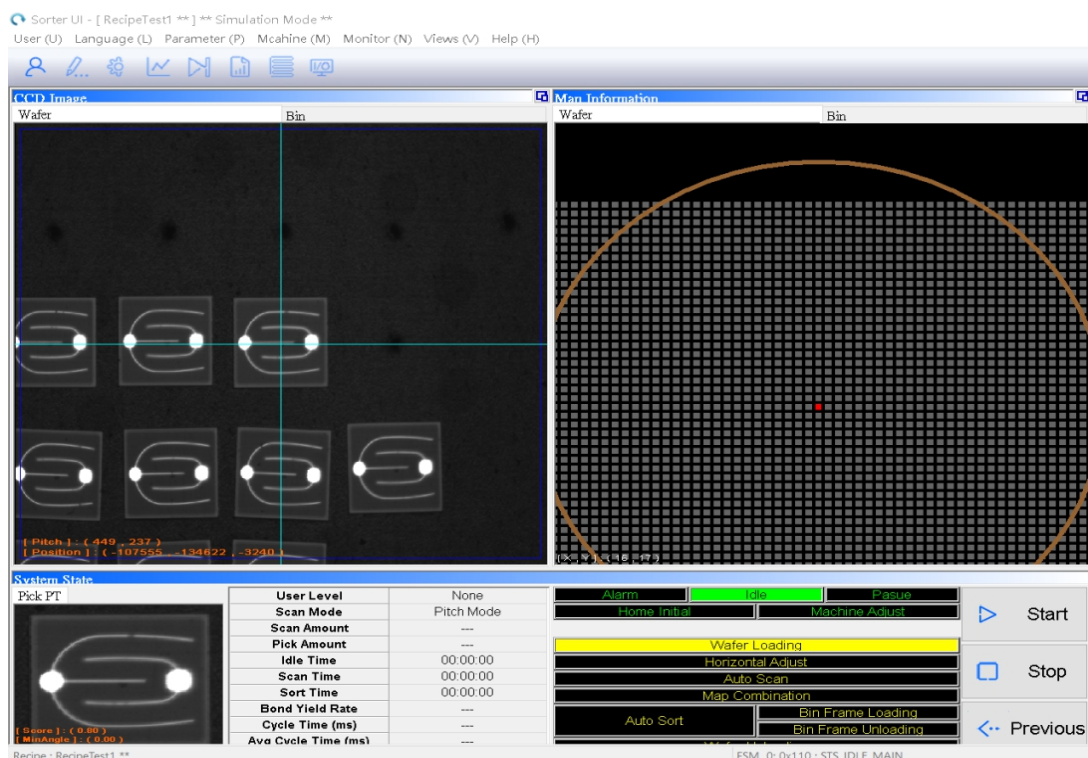 Sorter UI - [ RecipeTest1 ** ] ** Simulation Mode **
User (U) Language (L) Parameter (P) Mcahine (M) Monitor (N) Views (V) Help (H)
I/O
CCD Image
Wafer Bin
[ Pitch ] : ( 449 , 237 )
[ Position ] : ( -107555 , -134622 , -3240 )
Map Information
Wafer Bin
[ X , Y ] : ( 16 , 17 )
System State
Pick PT
[ Score ] : ( 0.80 )
[ MinAngle ] : ( 0.00 )
User Level None
Scan Mode Pitch Mode
Scan Amount ---
Pick Amount ---
Idle Time 00:00:00
Scan Time 00:00:00
Sort Time 00:00:00
Bond Yield Rate ---
Cycle Time (ms) ---
Avg Cycle Time (ms) ---
Alarm Idle Pasue
Home Initial Machine Adjust
Wafer Loading
Horizontal Adjust
Auto Scan
Map Combination
Auto Sort
Bin Frame Loading
Bin Frame Unloading
Start
Stop
Previous
Recipe : RecipeTest1 **
FSM 0: 0x110 : STS_IDLE_MAIN